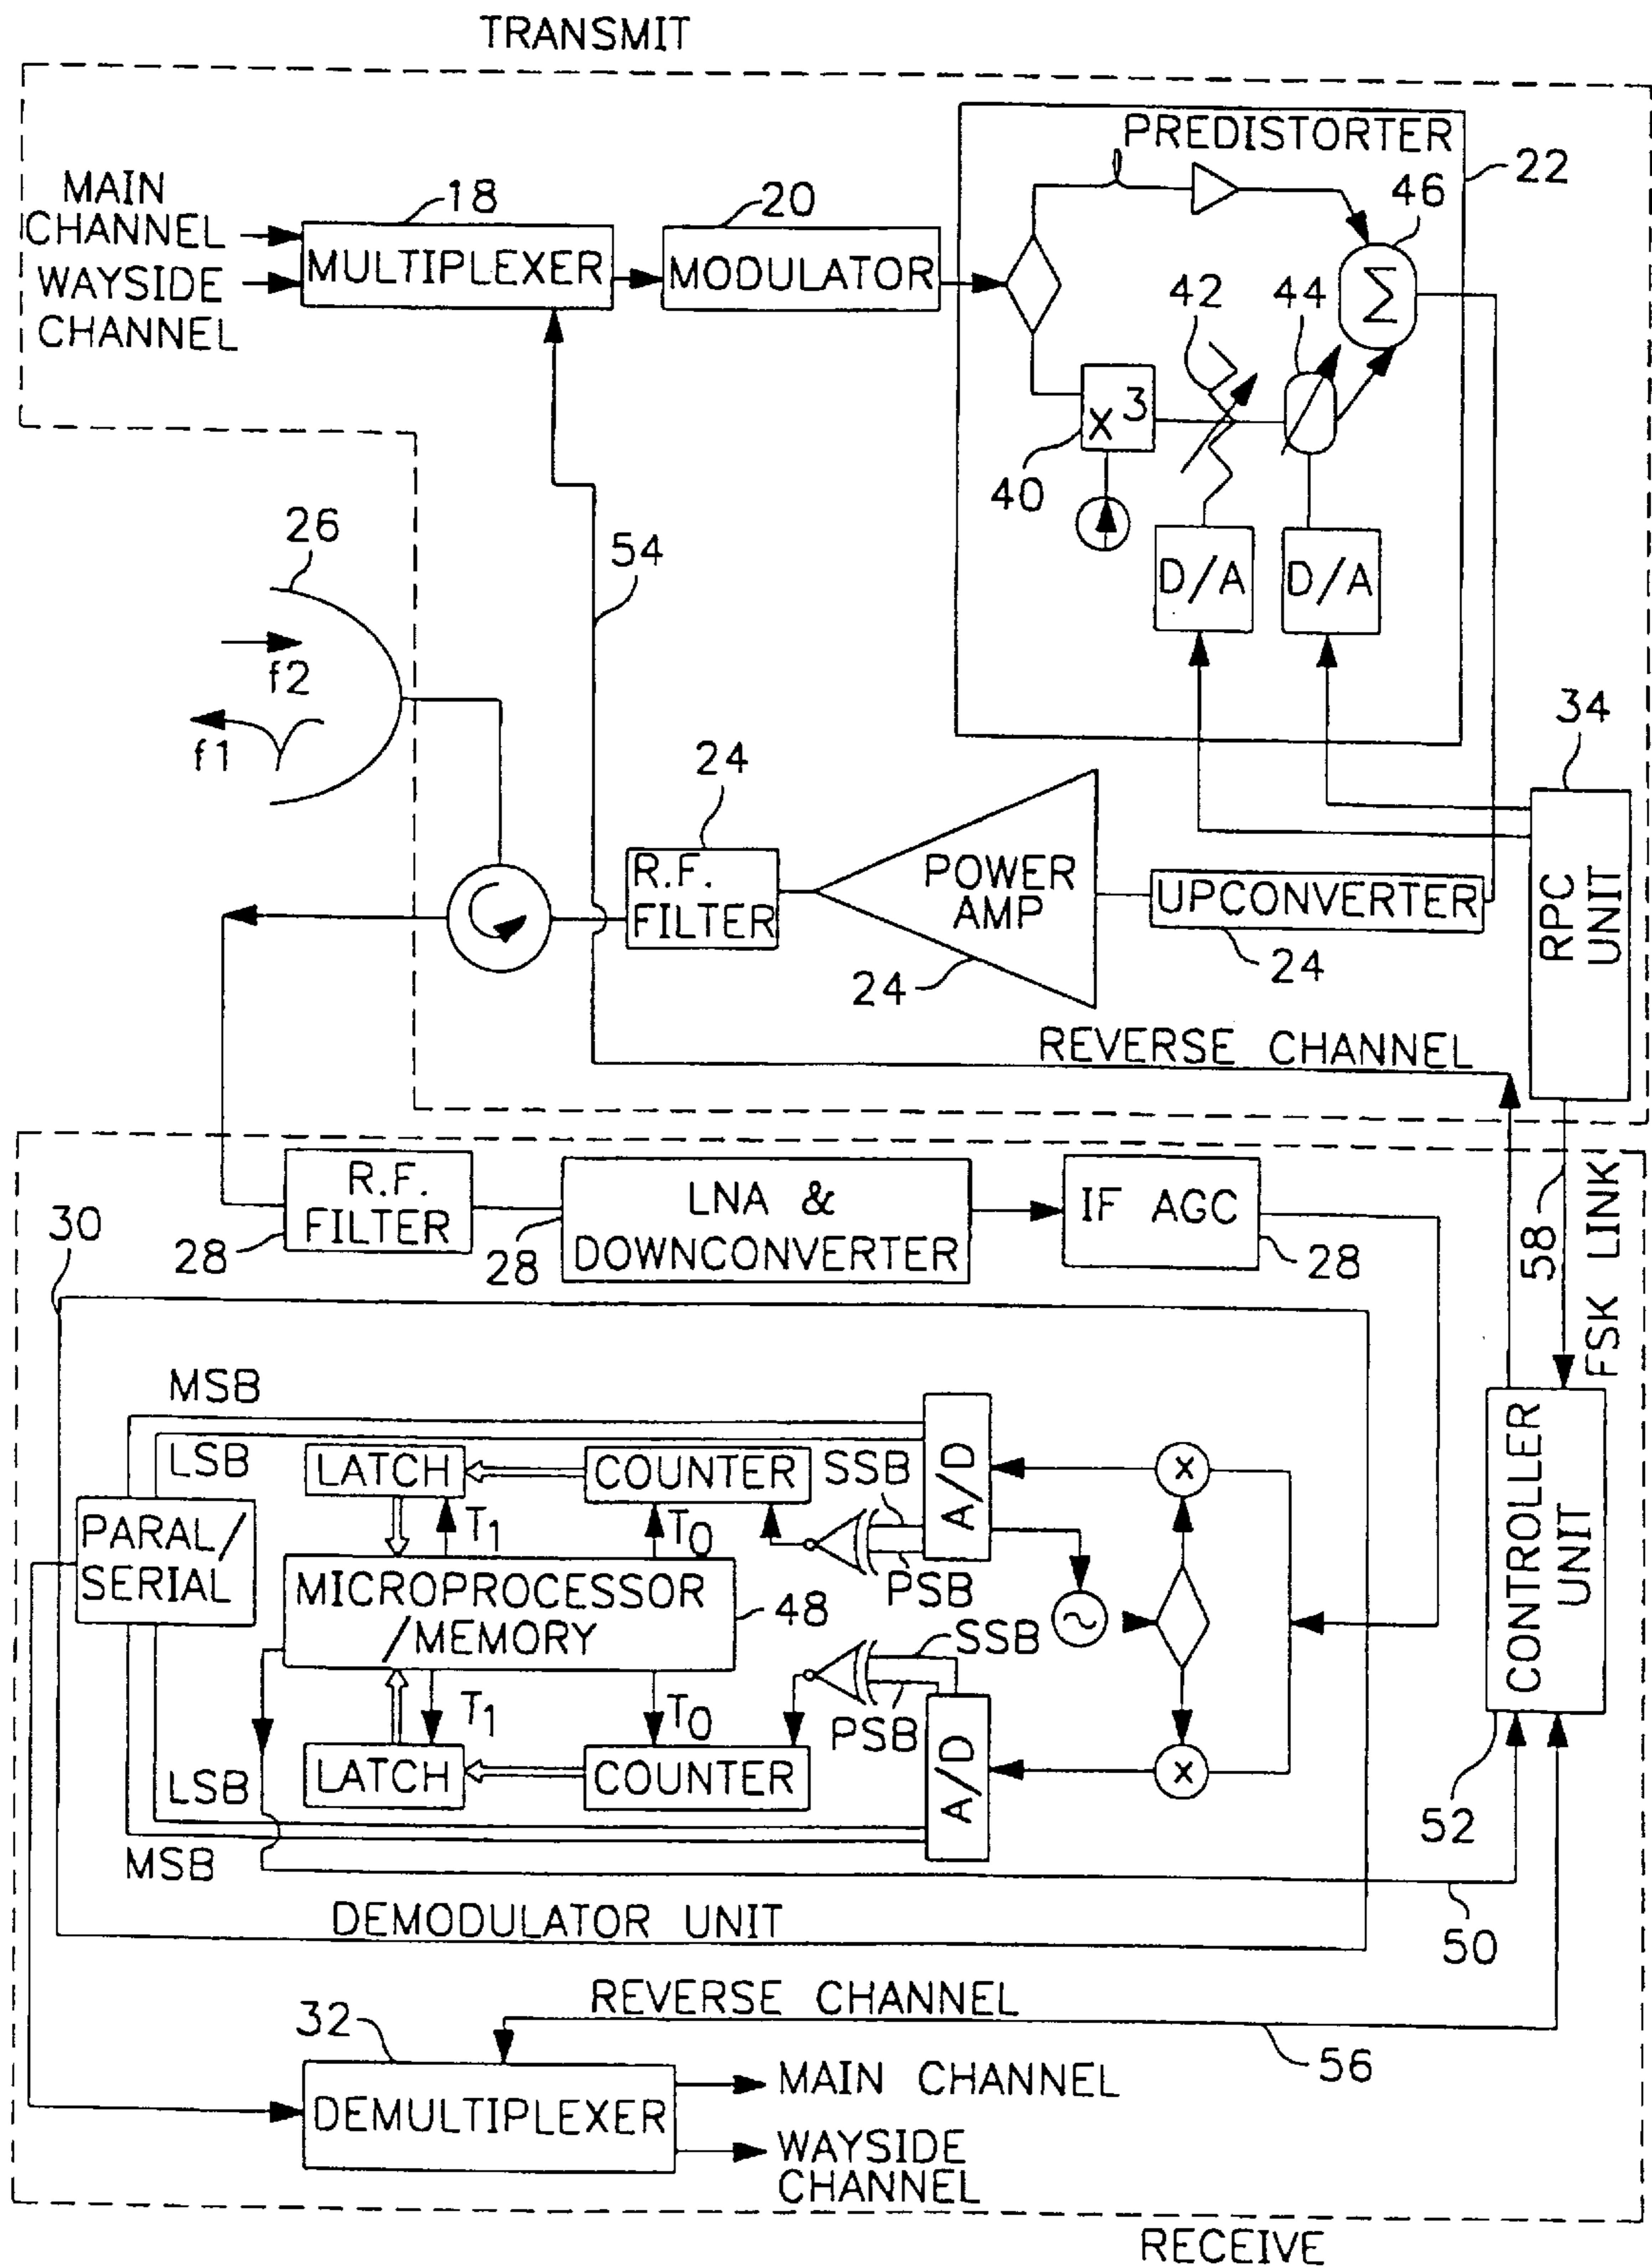 TRANSMIT
PREDISTORTER
22
46
MAIN
CHANNEL
WAYSIDE
CHANNEL
18
MULTIPLEXER
20
MODULATOR
42
44
Σ
X 3
40
D/A
D/A
26
f2
f1
54
34
RPC
UNIT
24
R.F.
FILTER
POWER
AMP
24
UPCONVERTER
24
REVERSE CHANNEL
30
R.F.
FILTER
28
LNA &
DOWNCONVERTER
28
IF AGC
28
58
FSK LINK
MSB
LSB
LATCH
COUNTER
SSB
A/D
X
T1
T0
PSB
PARAL/
SERIAL
MICROPROCESSOR
/MEMORY
48
~
SSB
PSB
CONTROLLER
UNIT
T1
T0
LATCH
COUNTER
A/D
X
LSB
MSB
52
DEMODULATOR UNIT
50
REVERSE CHANNEL
56
32
DEMULTIPLEXER
MAIN CHANNEL
WAYSIDE
CHANNEL
RECEIVE